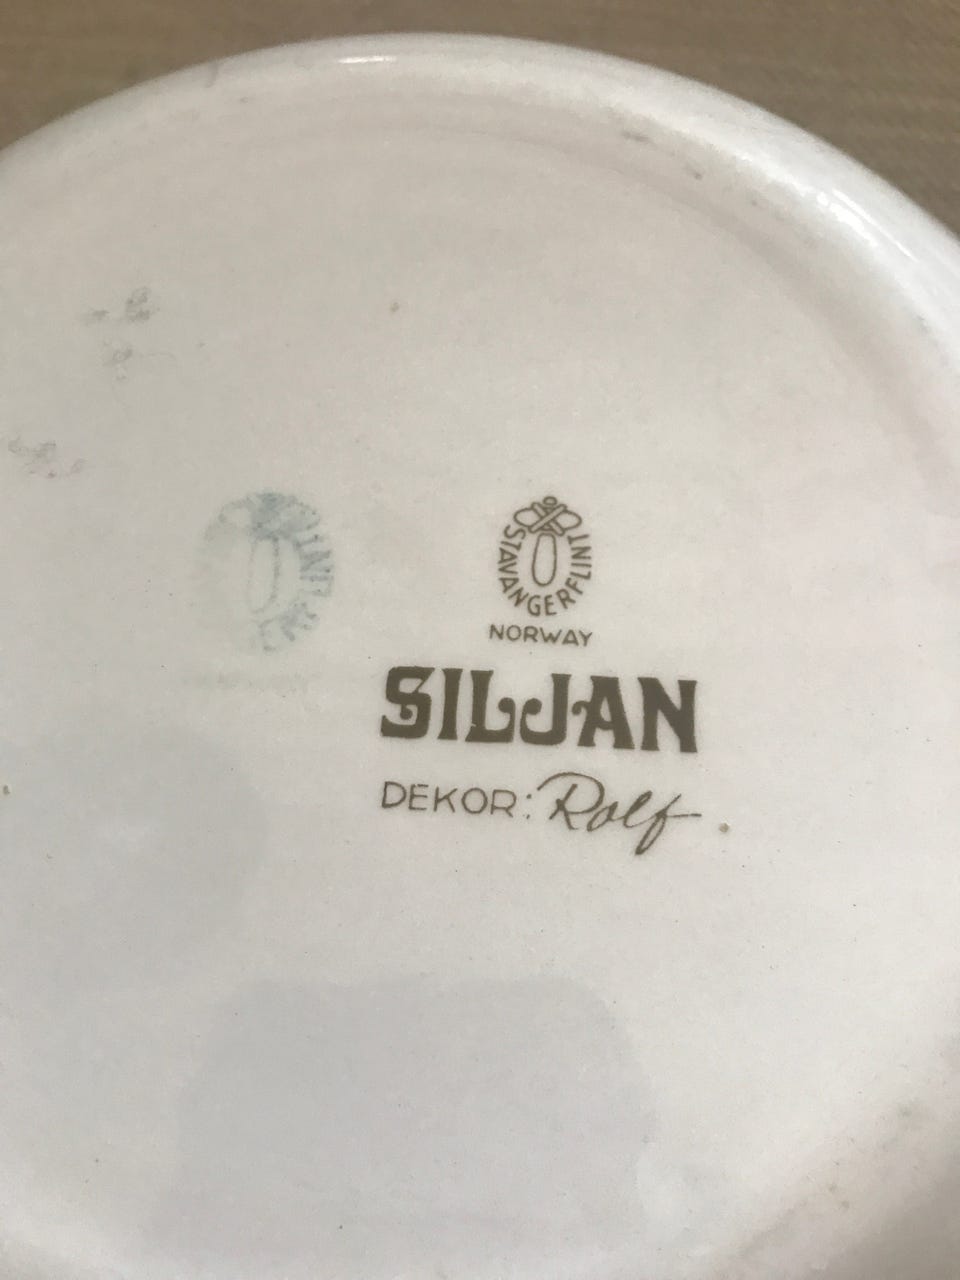 STAVANGERFLINT
NORWAY
SILJAN
DEKOR: Rolf